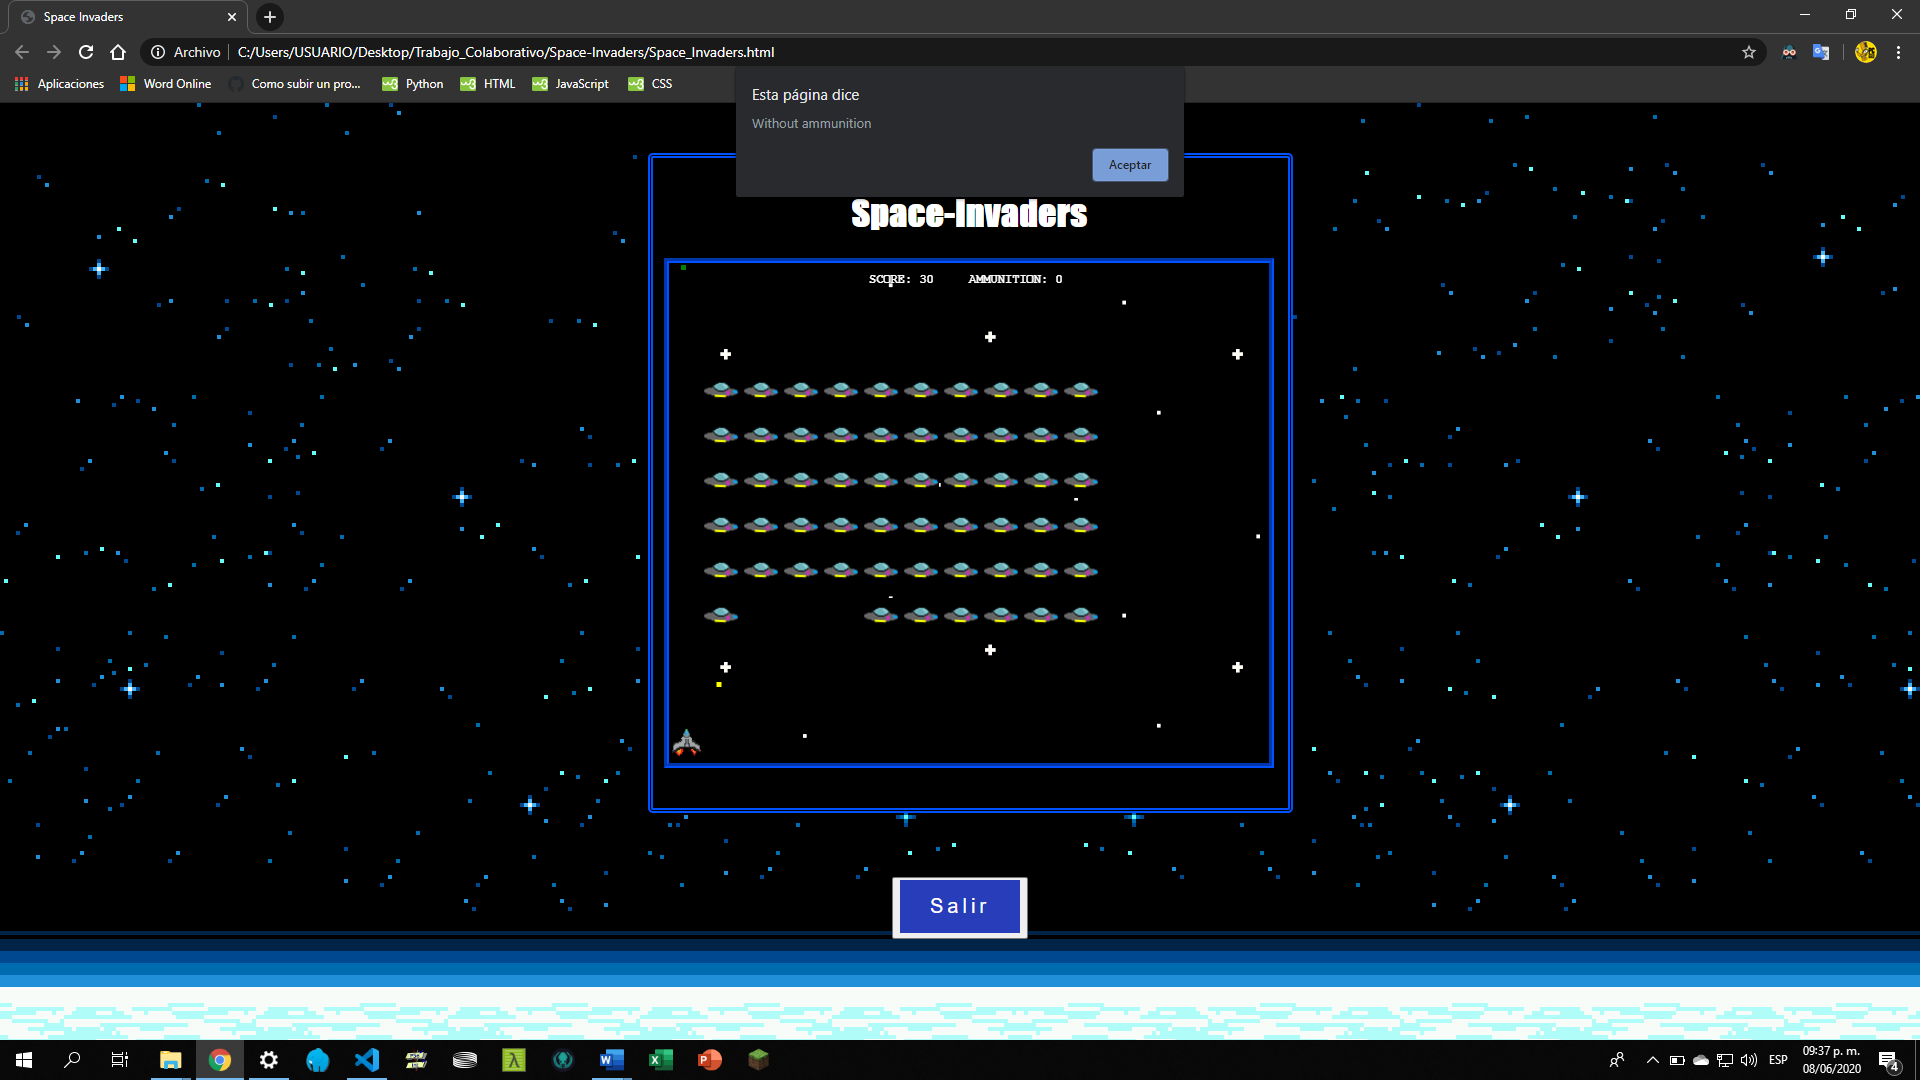 Space Invaders
Archivo C:/Users/USUARIO/Desktop/Trabajo_Colaborativo/Space-Invaders/Space_Invaders.html
Aplicaciones Word Online Como subir un pro... Python HTML JavaScript CSS
Esta página dice
Without ammunition
Aceptar
Space-Invaders
SCORE: 30 AMMUNITION: 0
Salir
ESP
09:37 p. m.
08/06/2020
4